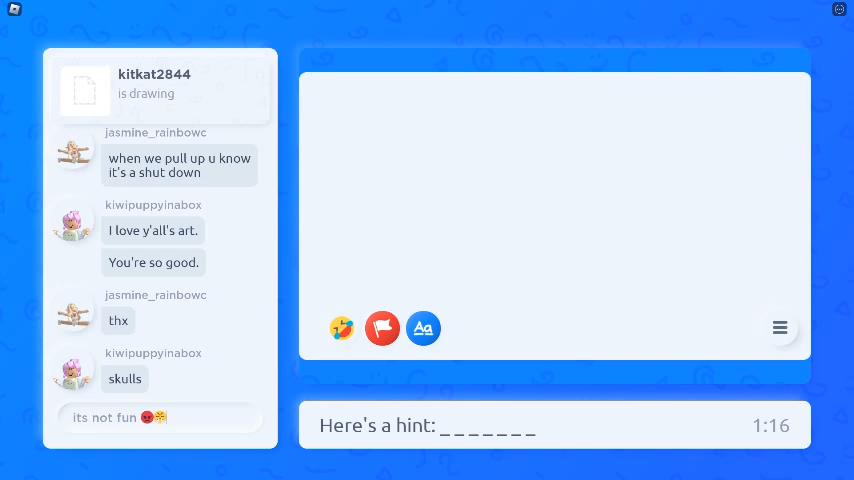 kitkat2844
is drawing
jasmine_rainbowc
when we pull up u know
it's a shut down
kiwipuppyinabox
I love y'all's art.
You're so good.
jasmine_rainbowc
thx
kiwipuppyinabox
skulls
its not fun 😡😤
Aa
Here's a hint: _ _ _ _ _ _ _
1:16